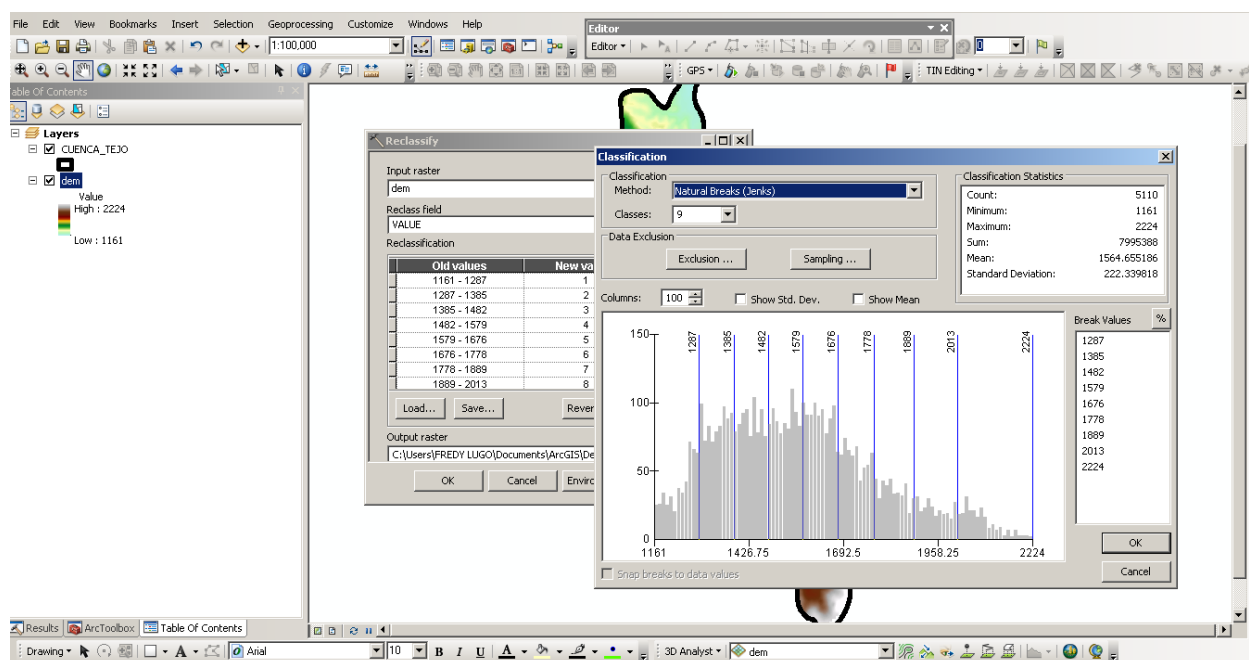 File Edit View Bookmarks Insert Selection Geoprocessing Customize Windows Help
Editor
1:100,000
Editor
GPS
TIN Editing
Table Of Contents
Layers
CUENCA_TEJO
dem
Value
High : 2224
Low : 1161
Reclassify
Input raster
dem
Reclass field
VALUE
Reclassification
Old values New va
1161 - 1287 1
1287 - 1385 2
1385 - 1482 3
1482 - 1579 4
1579 - 1676 5
1676 - 1778 6
1778 - 1889 7
1889 - 2013 8
Load... Save... Rever
Output raster
C:\Users\FREDY LUGO\Documents\ArcGIS\De
OK Cancel Enviro
Classification
Classification
Method: Natural Breaks (Jenks)
Classes: 9
Data Exclusion
Exclusion ... Sampling ...
Classification Statistics
Count: 5110
Minimum: 1161
Maximum: 2224
Sum: 7995388
Mean: 1564.655186
Standard Deviation: 222.339818
Columns: 100 Show Std. Dev. Show Mean
Break Values %
1287
1385
1482
1579
1676
1778
1889
2013
2224
150
100
50
0
1287 1385 1482 1579 1676 1778 1889 2013 2224
1161 1426.75 1692.5 1958.25 2224
OK
Cancel
Snap breaks to data values
Results ArcToolbox Table Of Contents
Drawing A Arial 10 B I U A 3D Analyst dem